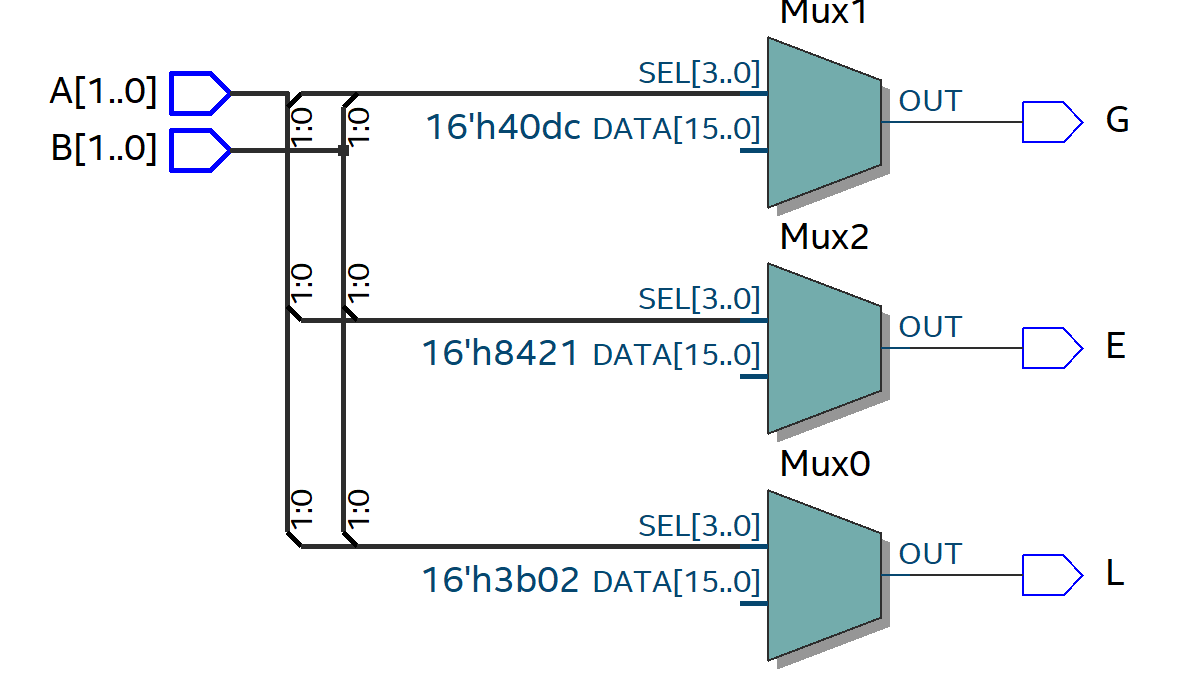 Mux1
A[1..0]
1:0
1:0
SEL[3..0]
16'h40dc DATA[15..0]
OUT
G
B[1..0]
Mux2
1:0
1:0
SEL[3..0]
16'h8421 DATA[15..0]
OUT
E
Mux0
1:0
1:0
SEL[3..0]
16'h3b02 DATA[15..0]
OUT
L